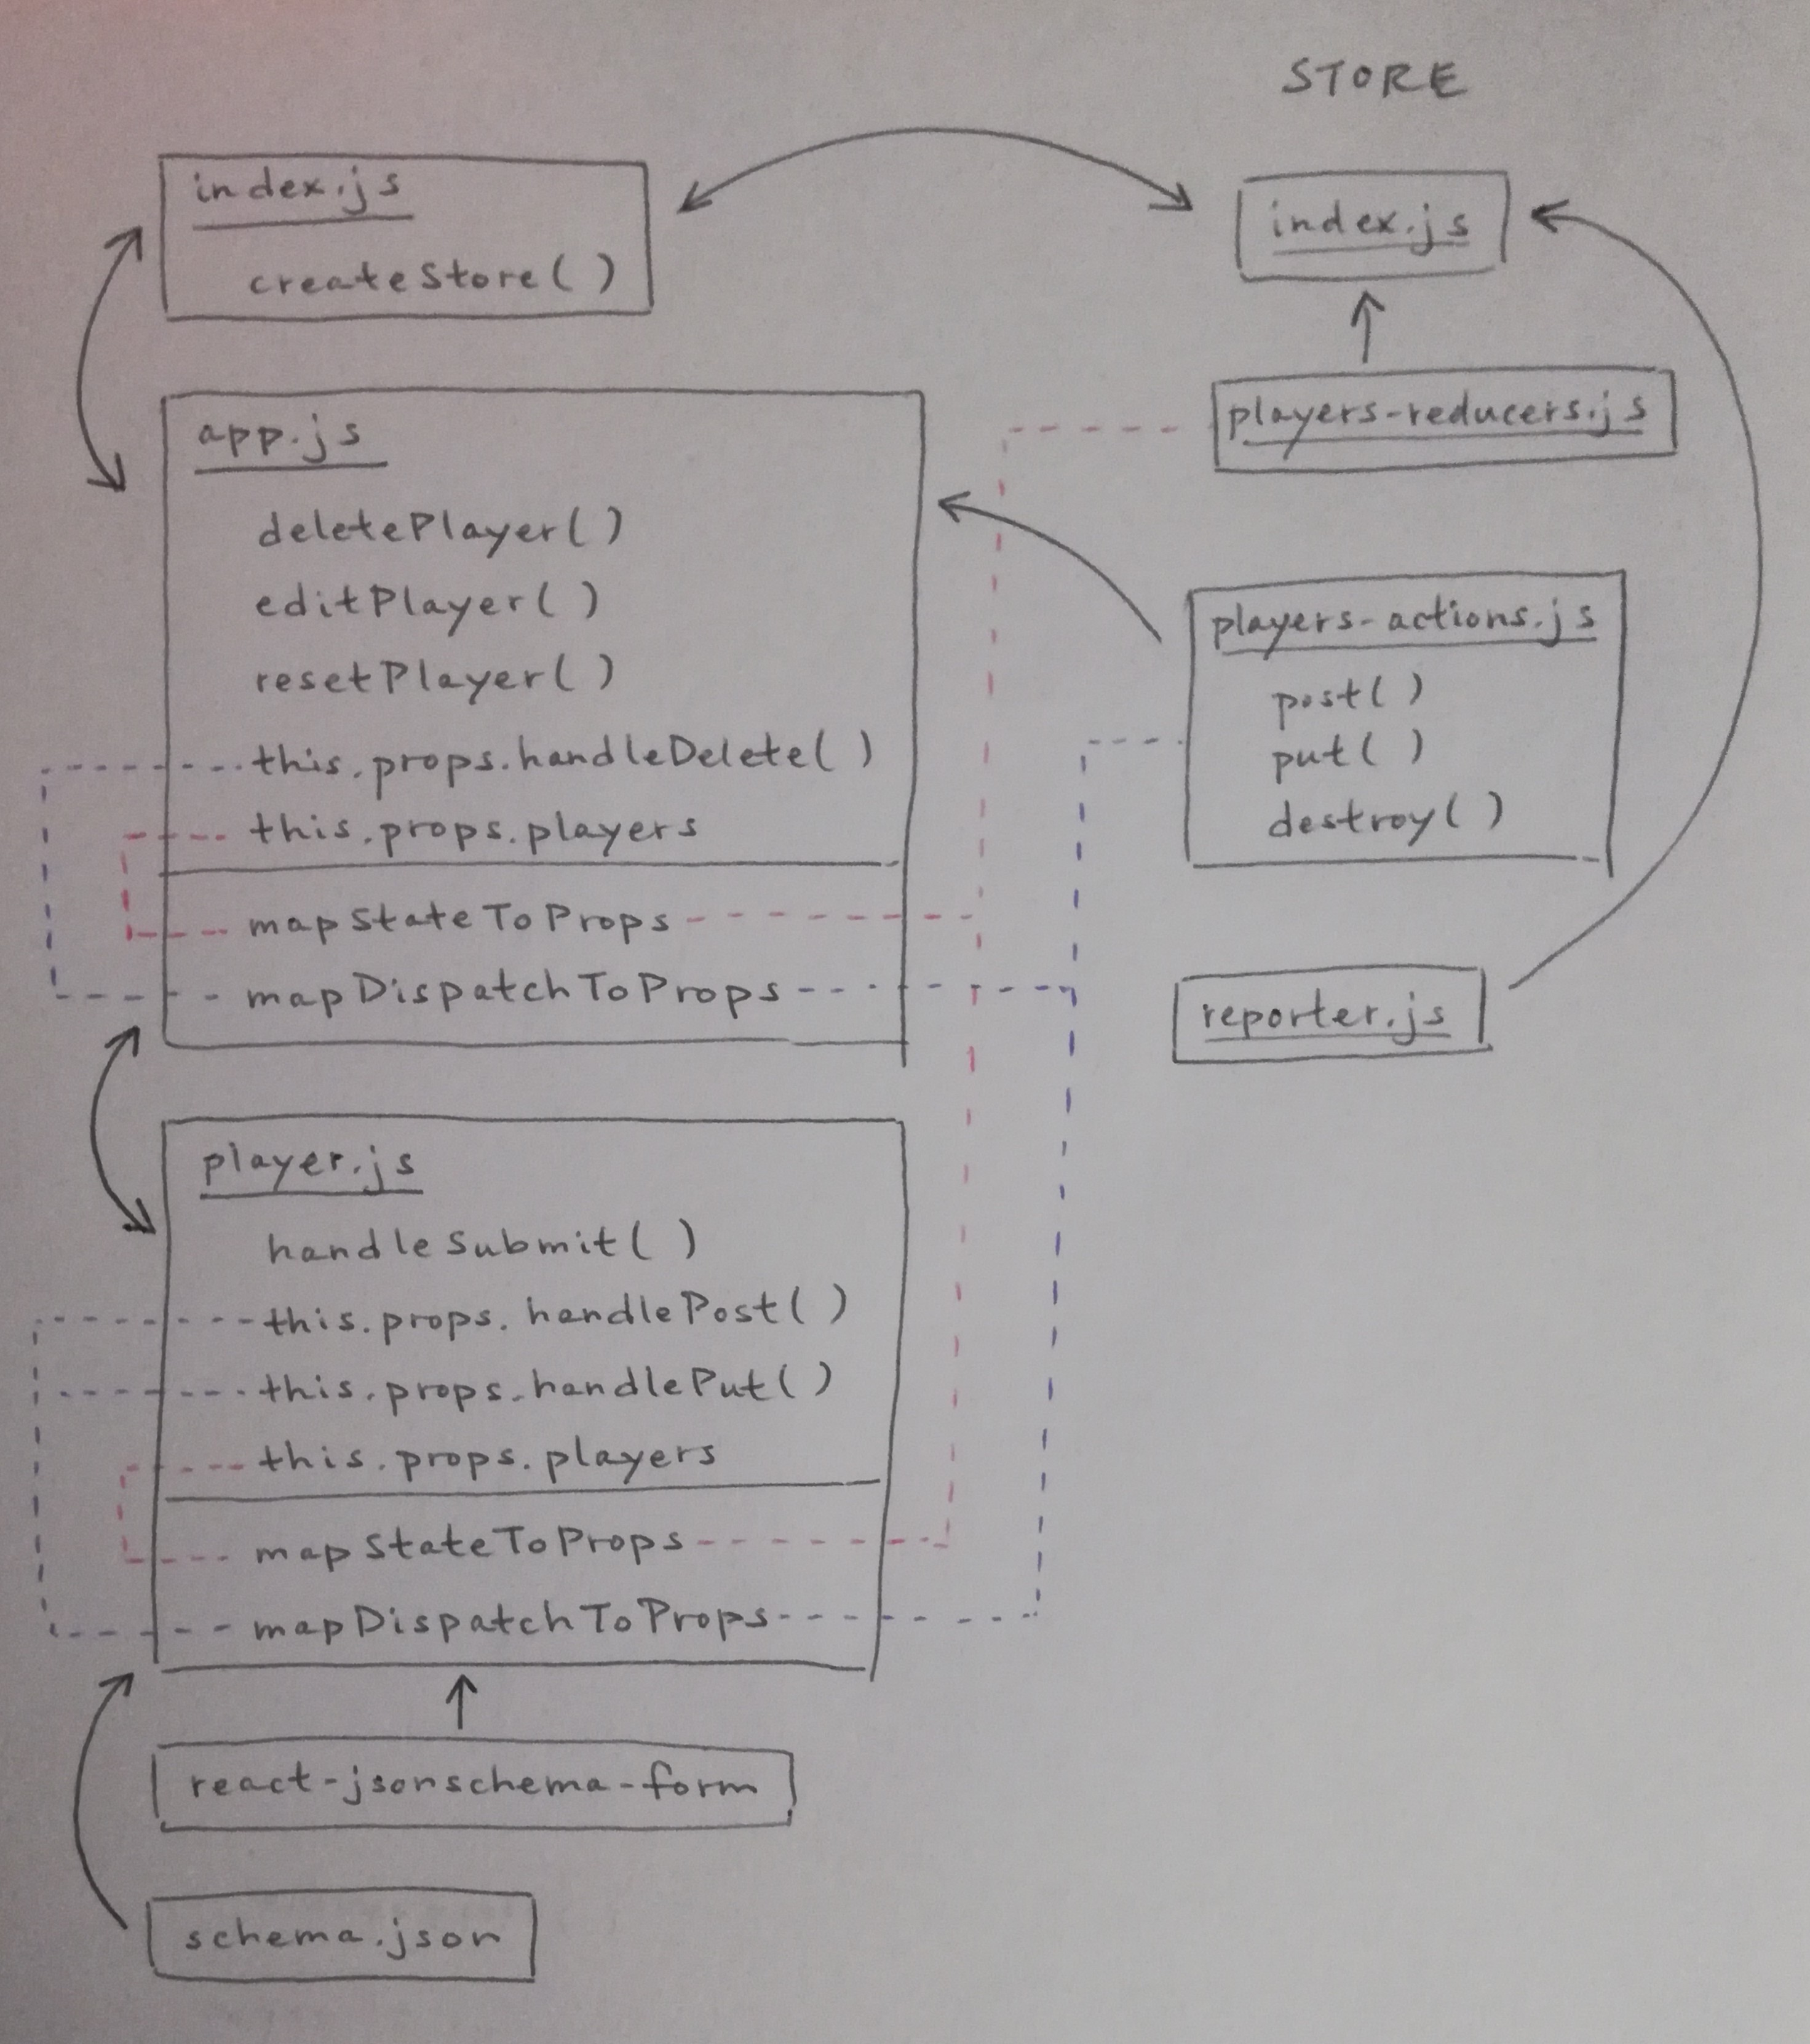 STORE
index.js
createStore()
index.js
app.js
deletePlayer()
editPlayer()
resetPlayer()
this.props.handleDelete()
this.props.players
mapStateToProps
mapDispatchToProps
players-reducers.js
players-actions.js
post()
put()
destroy()
reporter.js
player.js
handleSubmit()
this.props.handlePost()
this.props.handlePut()
this.props.players
mapStateToProps
mapDispatchToProps
react-jsonschema-form
schema.json